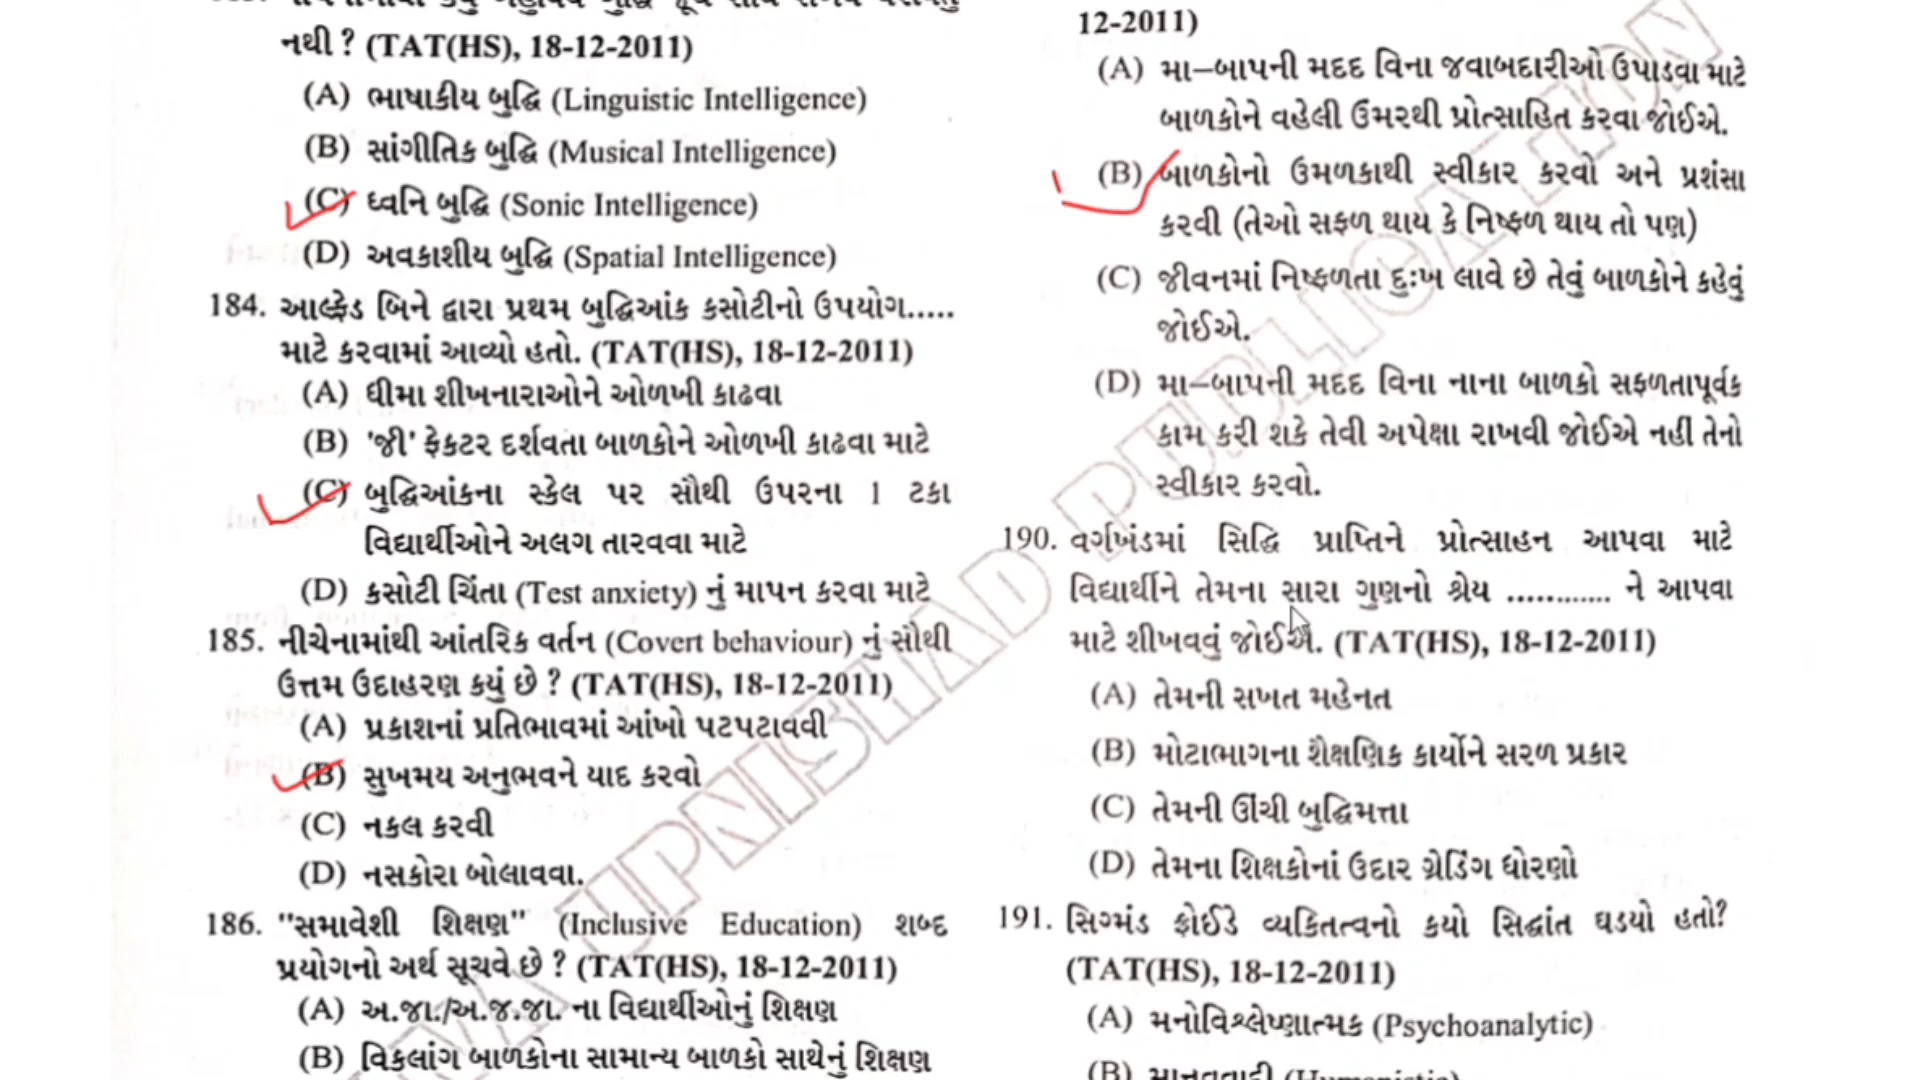 નથી ? (TAT(HS), 18-12-2011)
(A) ભાષાકીય બુદ્ધિ (Linguistic Intelligence)
(B) સાંગીતિક બુદ્ધિ (Musical Intelligence)
(C) ધ્વનિ બુદ્ધિ (Sonic Intelligence)
(D) અવકાશીય બુદ્ધિ (Spatial Intelligence)
184. આલ્ફ્રેડ બિને દ્વારા પ્રથમ બુદ્ધિઆંક કસોટીનો ઉપયોગ.....
માટે કરવામાં આવ્યો હતો. (TAT(HS), 18-12-2011)
(A) ધીમા શીખનારાઓને ઓળખી કાઢવા
(B) 'જી' ફેકટર દર્શવતા બાળકોને ઓળખી કાઢવા માટે
(C) બુદ્ધિઆંકના સ્કેલ પર સૌથી ઉપરના 1 ટકા
વિદ્યાર્થીઓને અલગ તારવવા માટે
(D) કસોટી ચિંતા (Test anxiety) નું માપન કરવા માટે
185. નીચેનામાંથી આંતરિક વર્તન (Covert behaviour) નું સૌથી
ઉત્તમ ઉદાહરણ કયું છે ? (TAT(HS), 18-12-2011)
(A) પ્રકાશનાં પ્રતિભાવમાં આંખો પટપટાવવી
(B) સુખમય અનુભવને યાદ કરવો
(C) નકલ કરવી
(D) નસકોરા બોલાવવા.
186. "સમાવેશી શિક્ષણ" (Inclusive Education) શબ્દ
પ્રયોગનો અર્થ સૂચવે છે ? (TAT(HS), 18-12-2011)
(A) અ.જા./અ.જ.જા. ના વિદ્યાર્થીઓનું શિક્ષણ
(B) વિકલાંગ બાળકોના સામાન્ય બાળકો સાથેનું શિક્ષણ
12-2011)
(A) મા–બાપની મદદ વિના જવાબદારીઓ ઉપાડવા માટે
બાળકોને વહેલી ઉંમરથી પ્રોત્સાહિત કરવા જોઈએ.
(B) બાળકોનો ઉમળકાથી સ્વીકાર કરવો અને પ્રશંસા
કરવી (તેઓ સફળ થાય કે નિષ્ફળ થાય તો પણ)
(C) જીવનમાં નિષ્ફળતા દુઃખ લાવે છે તેવું બાળકોને કહેવું
જોઈએ.
(D) મા–બાપની મદદ વિના નાના બાળકો સફળતાપૂર્વક
કામ કરી શકે તેવી અપેક્ષા રાખવી જોઈએ નહીં તેનો
સ્વીકાર કરવો.
190. વર્ગખંડમાં સિદ્ધિ પ્રાપ્તિને પ્રોત્સાહન આપવા માટે
વિદ્યાર્થીને તેમના સારા ગુણનો શ્રેય ............ ને આપવા
માટે શીખવવું જોઈએ. (TAT(HS), 18-12-2011)
(A) તેમની સખત મહેનત
(B) મોટાભાગના શૈક્ષણિક કાર્યોને સરળ પ્રકાર
(C) તેમની ઊંચી બુદ્ધિમત્તા
(D) તેમના શિક્ષકોનાં ઉદાર ગ્રેડિંગ ધોરણો
191. સિગ્મંડ ફ્રોઈડે વ્યકિતત્વનો કયો સિદ્ધાંત ઘડયો હતો?
(TAT(HS), 18-12-2011)
(A) મનોવિશ્લેષ્ણાત્મક (Psychoanalytic)
(B) માનવતાવાદી (Humanistic)
UPNISHAD PUBLICATION